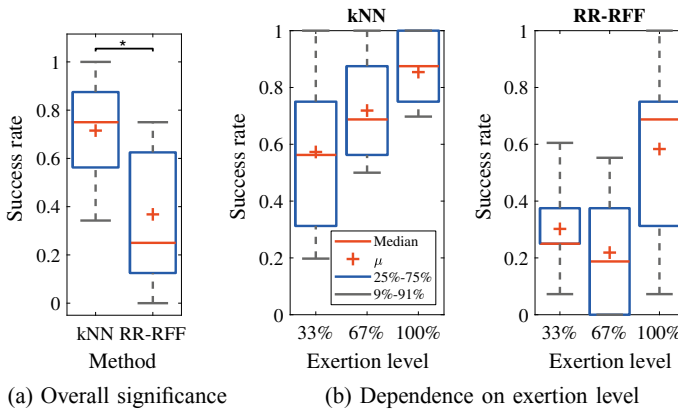 kNN
RR-RFF
*
Success rate
1
0.8
0.6
0.4
0.2
0
kNN RR-RFF
Method
Success rate
1
0.8
0.6
0.4
0.2
0
Median
μ
25%-75%
9%-91%
33% 67% 100%
Exertion level
Success rate
1
0.8
0.6
0.4
0.2
0
33% 67% 100%
Exertion level
(a) Overall significance
(b) Dependence on exertion level